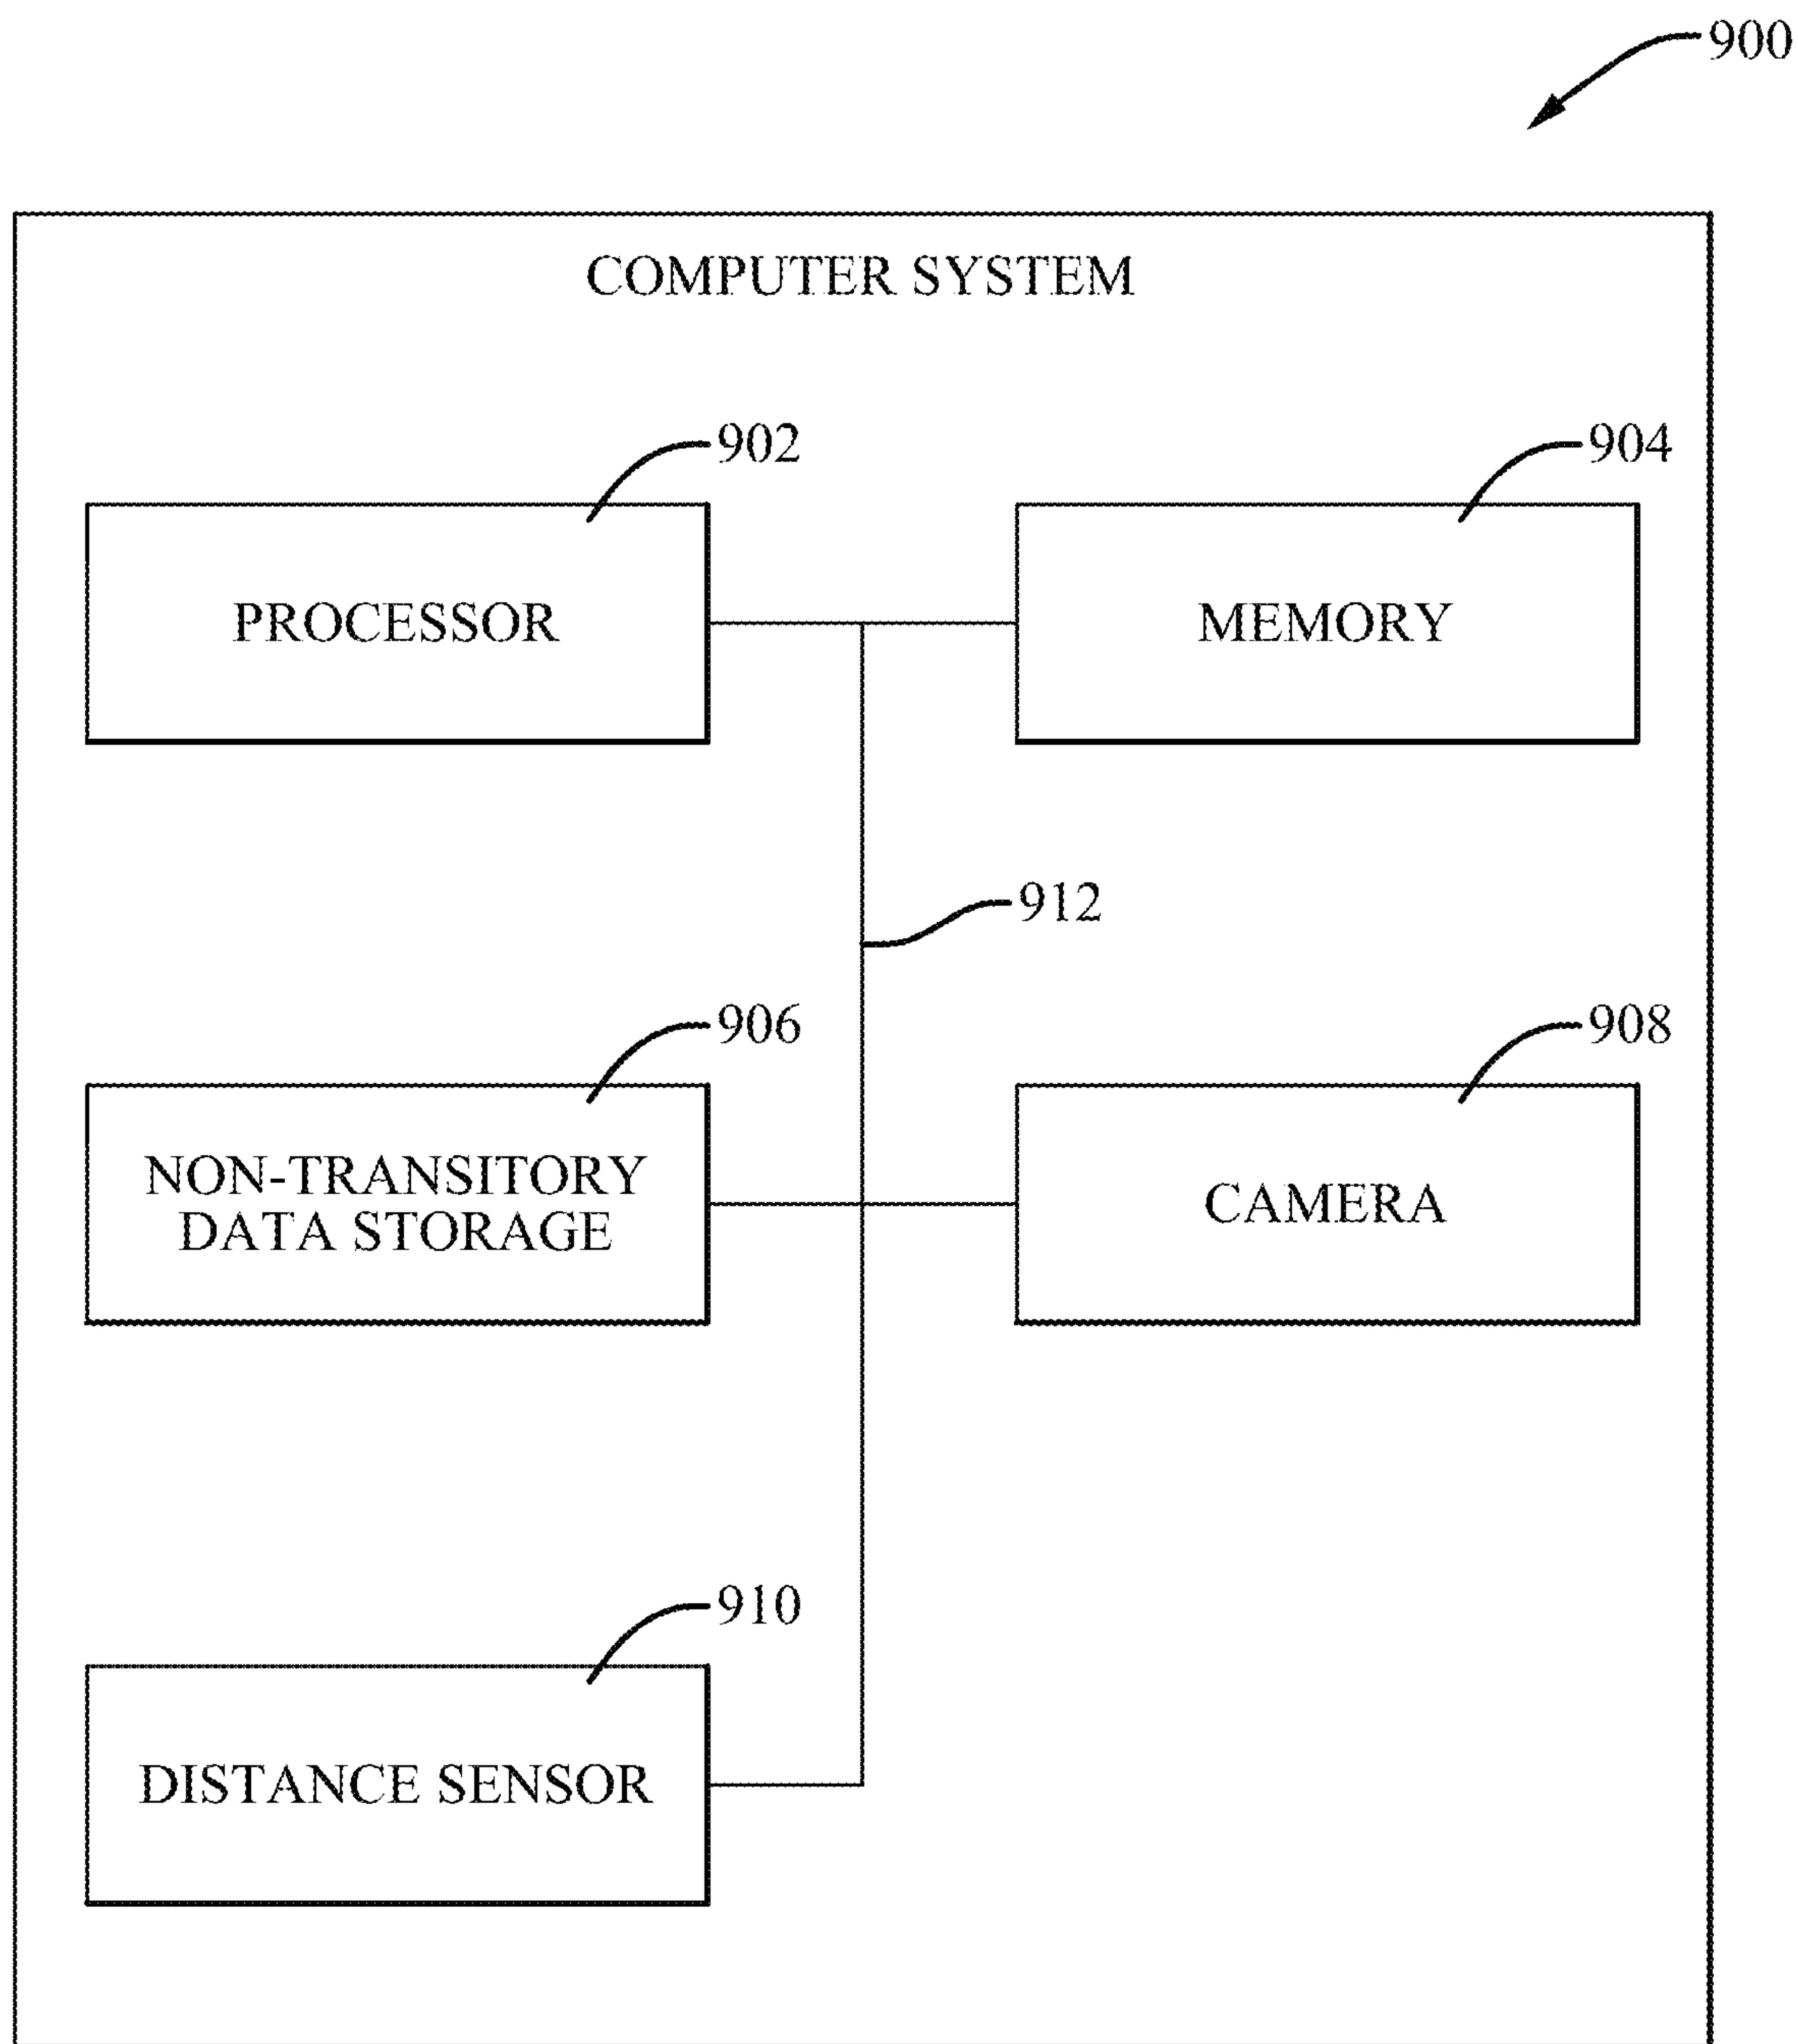 900
COMPUTER SYSTEM
902
904
PROCESSOR
MEMORY
912
906
908
NON-TRANSITORY
DATA STORAGE
CAMERA
910
DISTANCE SENSOR